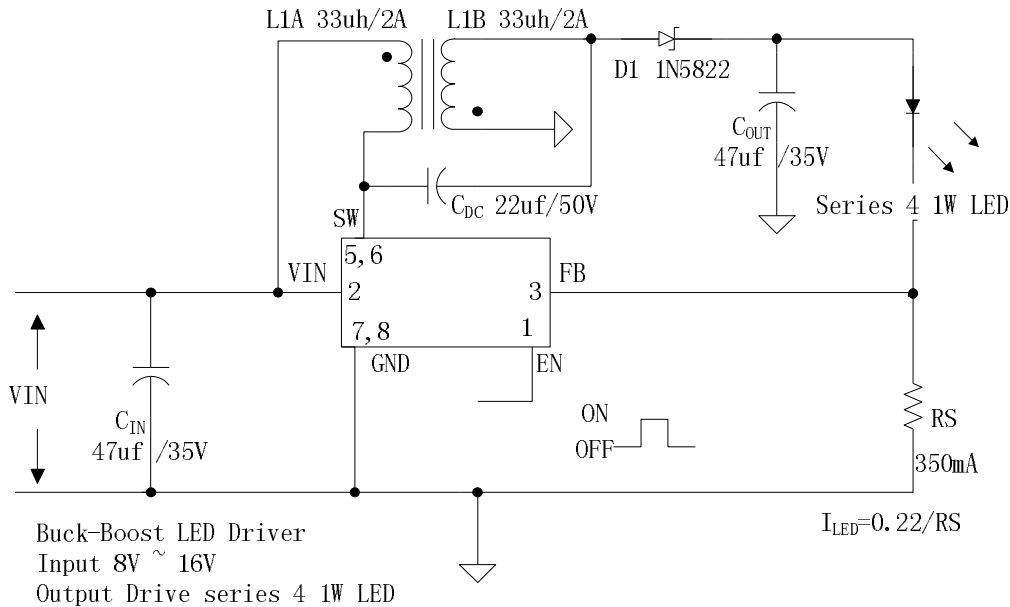 L1A 33uh/2A
L1B 33uh/2A
D1 1N5822
COUT
47uf /35V
CDC 22uf/50V
Series 4 1W LED
SW
5,6
VIN
2
FB
3
7,8
1
GND
EN
VIN
CIN
47uf /35V
ON
OFF
RS
350mA
ILED=0.22/RS
Buck-Boost LED Driver
Input 8V ~ 16V
Output Drive series 4 1W LED